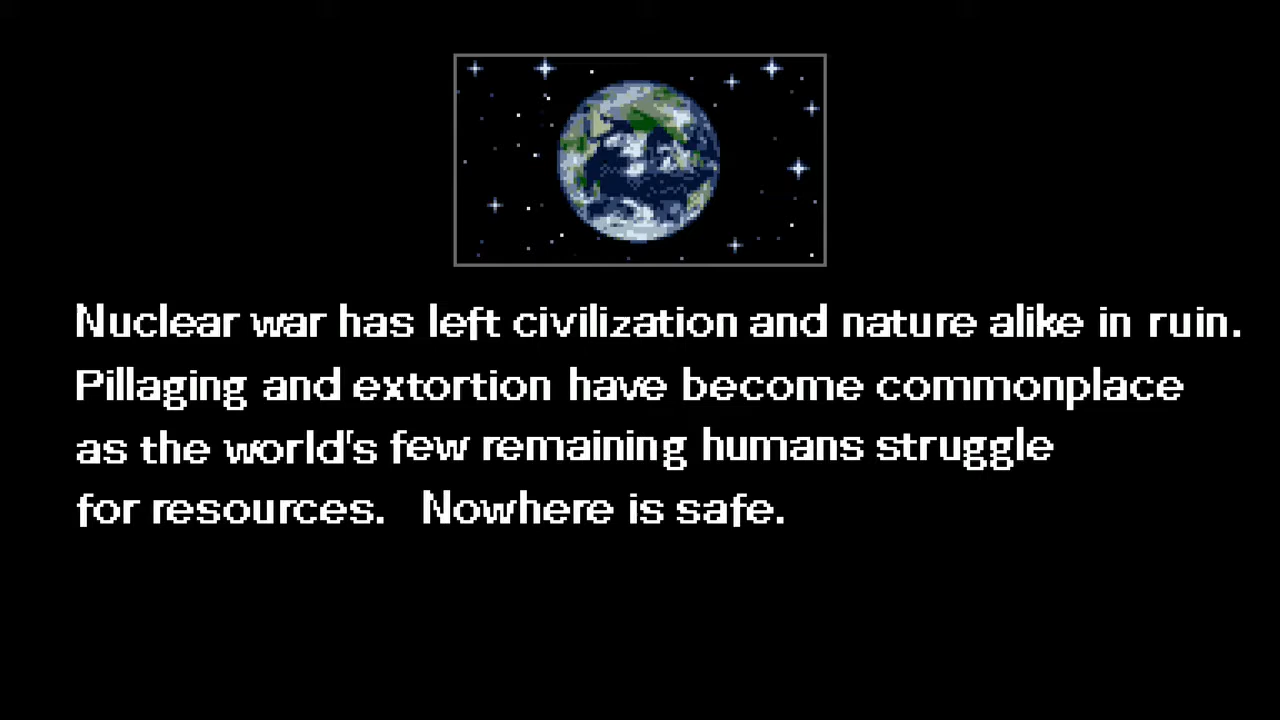 Nuclear war has left civilization and nature alike in ruin.
Pillaging and extortion have become commonplace
as the world's few remaining humans struggle
for resources.  Nowhere is safe.